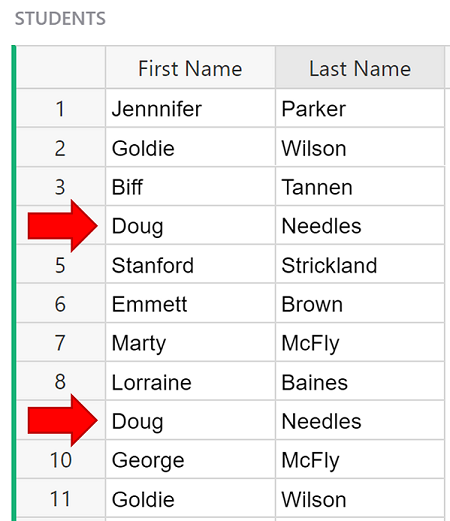 STUDENTS
First Name Last Name
1 Jennnifer Parker
2 Goldie Wilson
3 Biff Tannen
Doug Needles
5 Stanford Strickland
6 Emmett Brown
7 Marty McFly
8 Lorraine Baines
Doug Needles
10 George McFly
11 Goldie Wilson